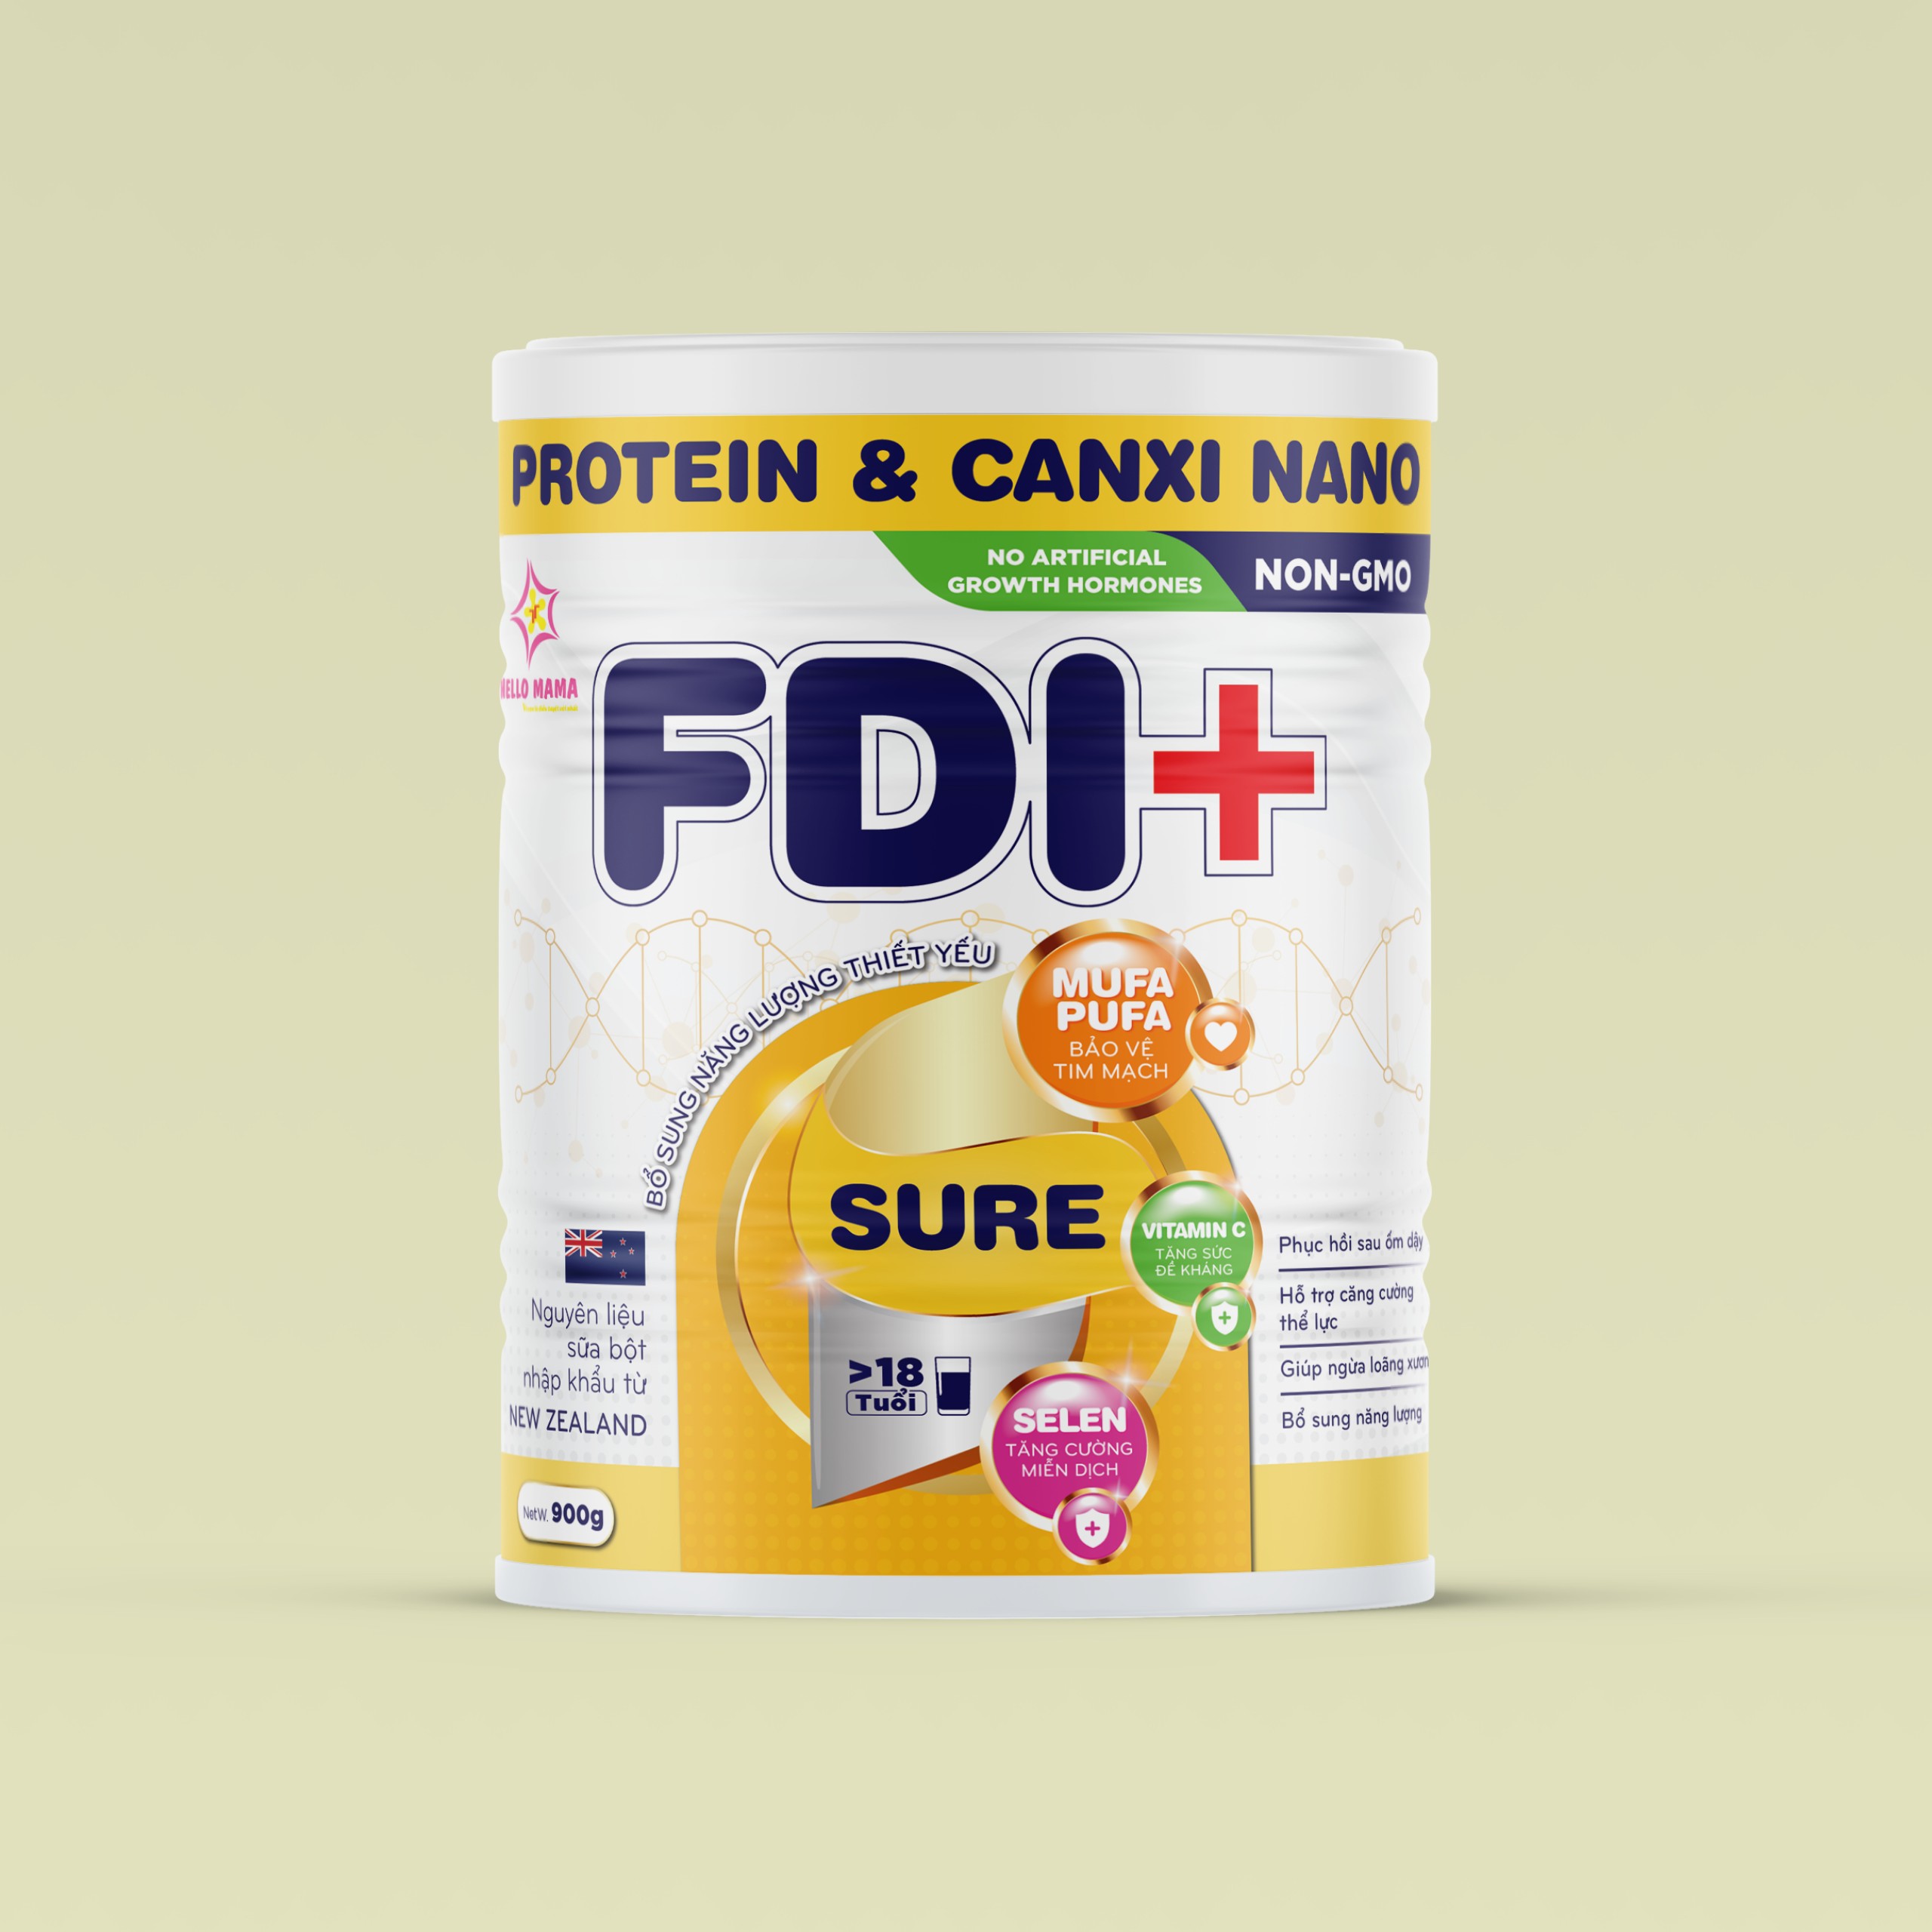 PROTEIN & CANXI NANO
NO ARTIFICIAL
GROWTH HORMONES
NON-GMO
HELLO MAMA
FDI+
BỔ SUNG NĂNG LƯỢNG THIẾT YẾU
MUFA
PUFA
BẢO VỆ
TIM MẠCH
SURE
VITAMIN C
TĂNG SỨC
ĐỀ KHÁNG
>18
Tuổi
SELEN
TĂNG CƯỜNG
MIỄN DỊCH
Nguyên liệu
sữa bột
nhập khẩu từ
NEW ZEALAND
NetW. 900g
Phục hồi sau ốm dậy
Hỗ trợ căng cường
thể lực
Giúp ngừa loãng xươn
Bổ sung năng lượng